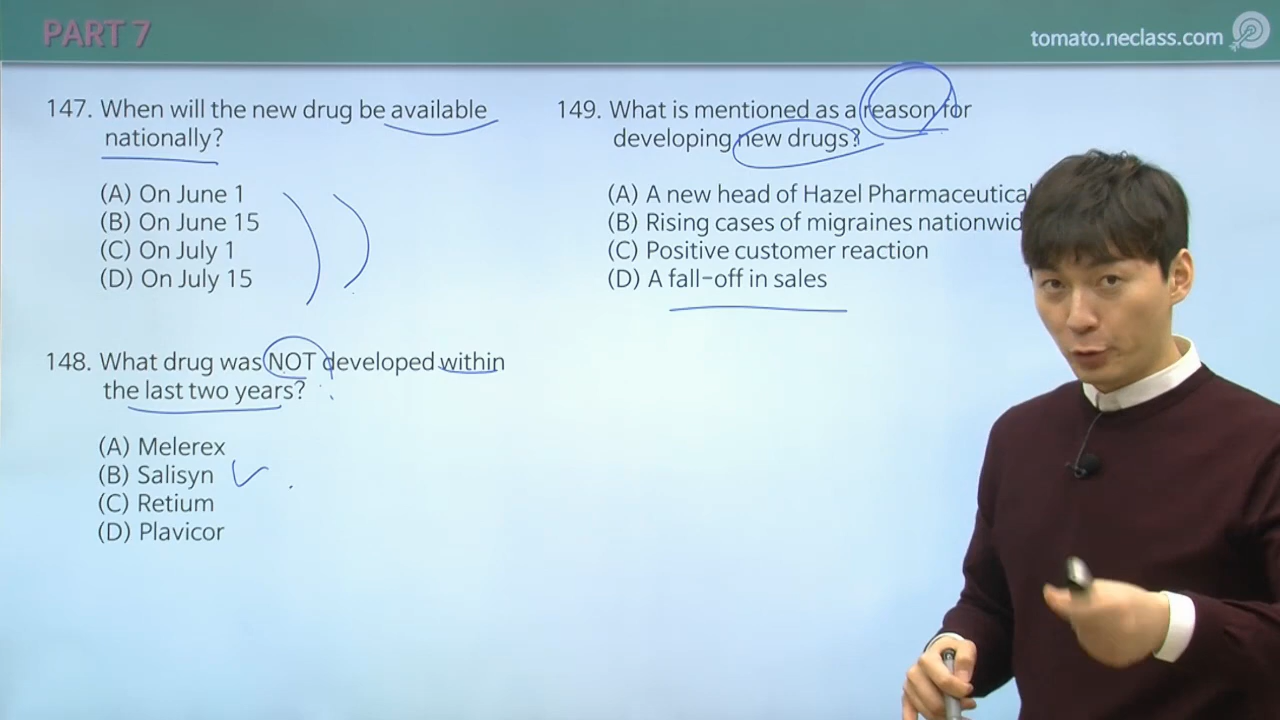 PART 7
tomato.neclass.com
147. When will the new drug be available
nationally?
(A) On June 1
(B) On June 15
(C) On July 1
(D) On July 15
148. What drug was NOT developed within
the last two years?
(A) Melerex
(B) Salisyn
(C) Retium
(D) Plavicor
149. What is mentioned as a reason for
developing new drugs?
(A) A new head of Hazel Pharmaceutica
(B) Rising cases of migraines nationwid
(C) Positive customer reaction
(D) A fall-off in sales